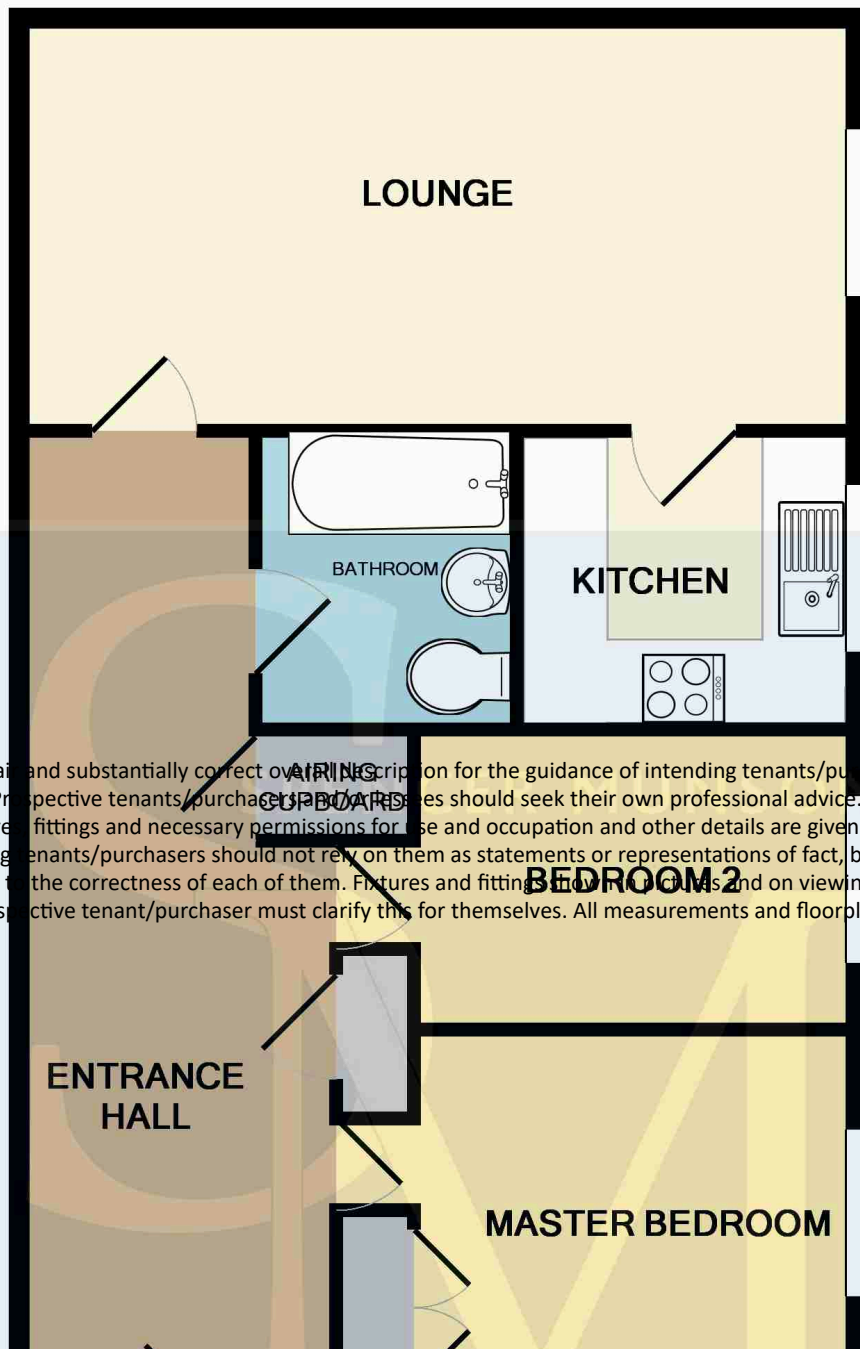 LOUNGE
BATHROOM
KITCHEN
AIRING
CUPBOARD
and substantially correct overall description for the guidance of intending tenants/
Prospective tenants/purchasers and/or lessees should seek their own professional advice.
fittings and necessary permissions for use and occupation and other details are given
tenants/purchasers should not rely on them as statements or representations of fact,
to the correctness of each of them. Fixtures and fittings shown in pictures and on
tenant/purchaser must clarify this for themselves. All measurements and
BEDROOM 2
ENTRANCE
HALL
MASTER BEDROOM